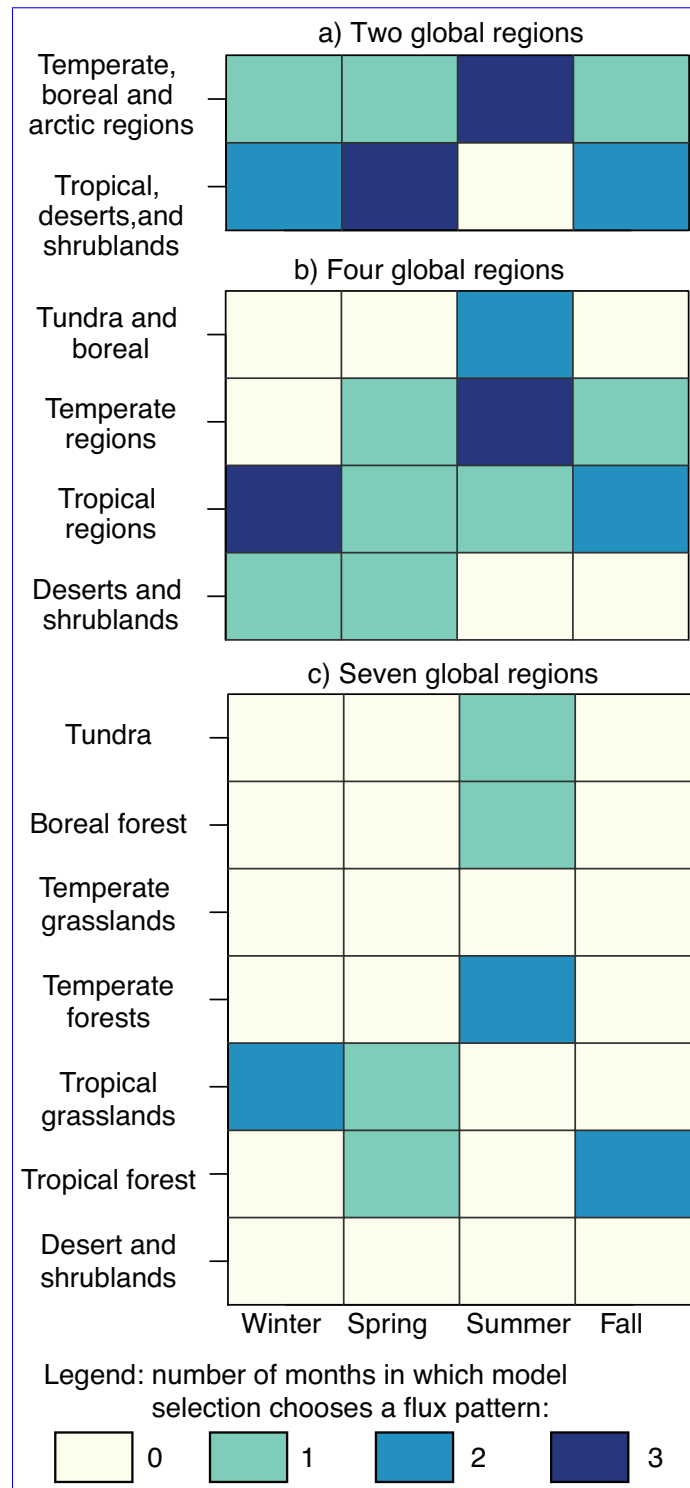 a) Two global regions
Temperate,
boreal and
arctic regions
Tropical,
deserts,and
shrublands
b) Four global regions
Tundra and
boreal
Temperate
regions
Tropical
regions
Deserts and
shrublands
c) Seven global regions
Tundra
Boreal forest
Temperate
grasslands
Temperate
forests
Tropical
grasslands
Tropical forest
Desert and
shrublands
Winter Spring Summer Fall
Legend: number of months in which model
selection chooses a flux pattern:
0 1 2 3